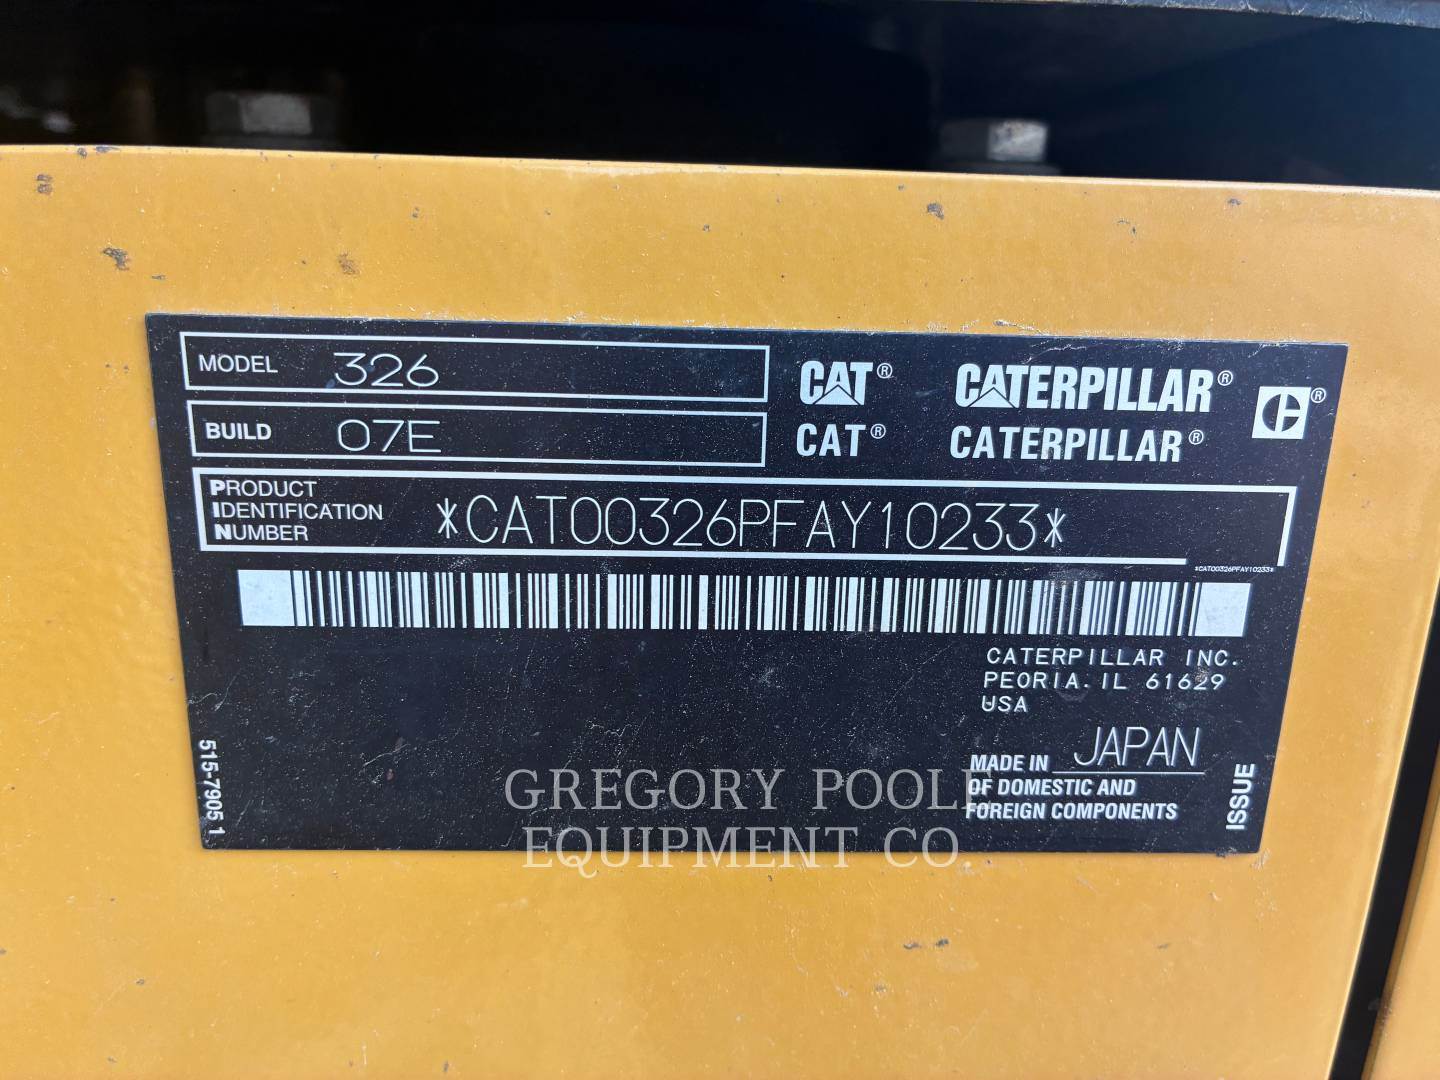 MODEL 326
BUILD 07E
CAT® CATERPILLAR® ®
CAT® CATERPILLAR®
PRODUCT
IDENTIFICATION
NUMBER
*CAT00326PFAY10233*
*CAT00326PFAY10233*
CATERPILLAR INC.
PEORIA. IL 61629
USA
MADE IN JAPAN
OF DOMESTIC AND
FOREIGN COMPONENTS
515-7905 1
ISSUE
GREGORY POOLE
EQUIPMENT CO.